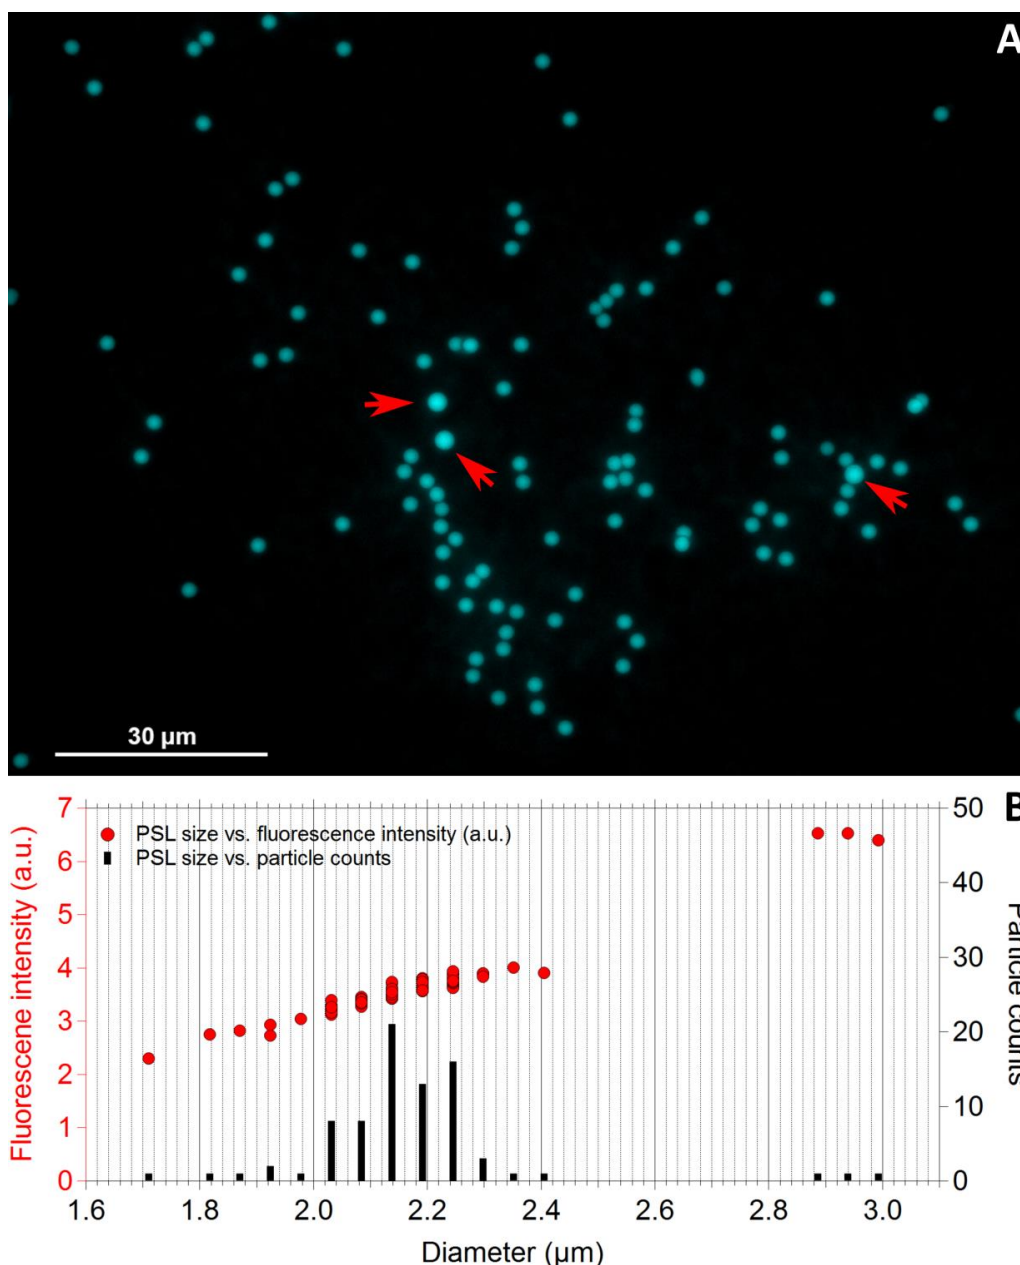 A
30 µm
B
PSL size vs. fluorescence intensity (a.u.)
PSL size vs. particle counts
Fluorescene intensity (a.u.)
7
6
5
4
3
2
1
0
50
40
30
20
10
0
Particle counts
1.6 1.8 2.0 2.2 2.4 2.6 2.8 3.0
Diameter (µm)